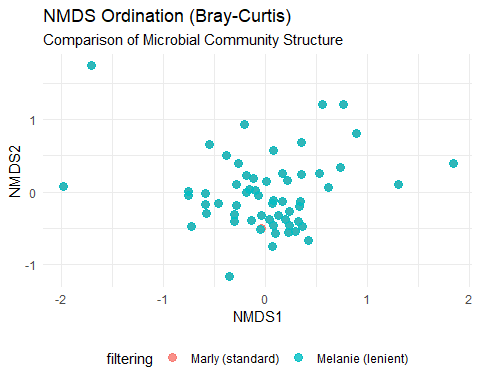 NMDS Ordination (Bray-Curtis)
Comparison of Microbial Community Structure
NMDS2
1
0
-1
-2
-1
0
1
2
NMDS1
filtering
Marly (standard)
Melanie (lenient)